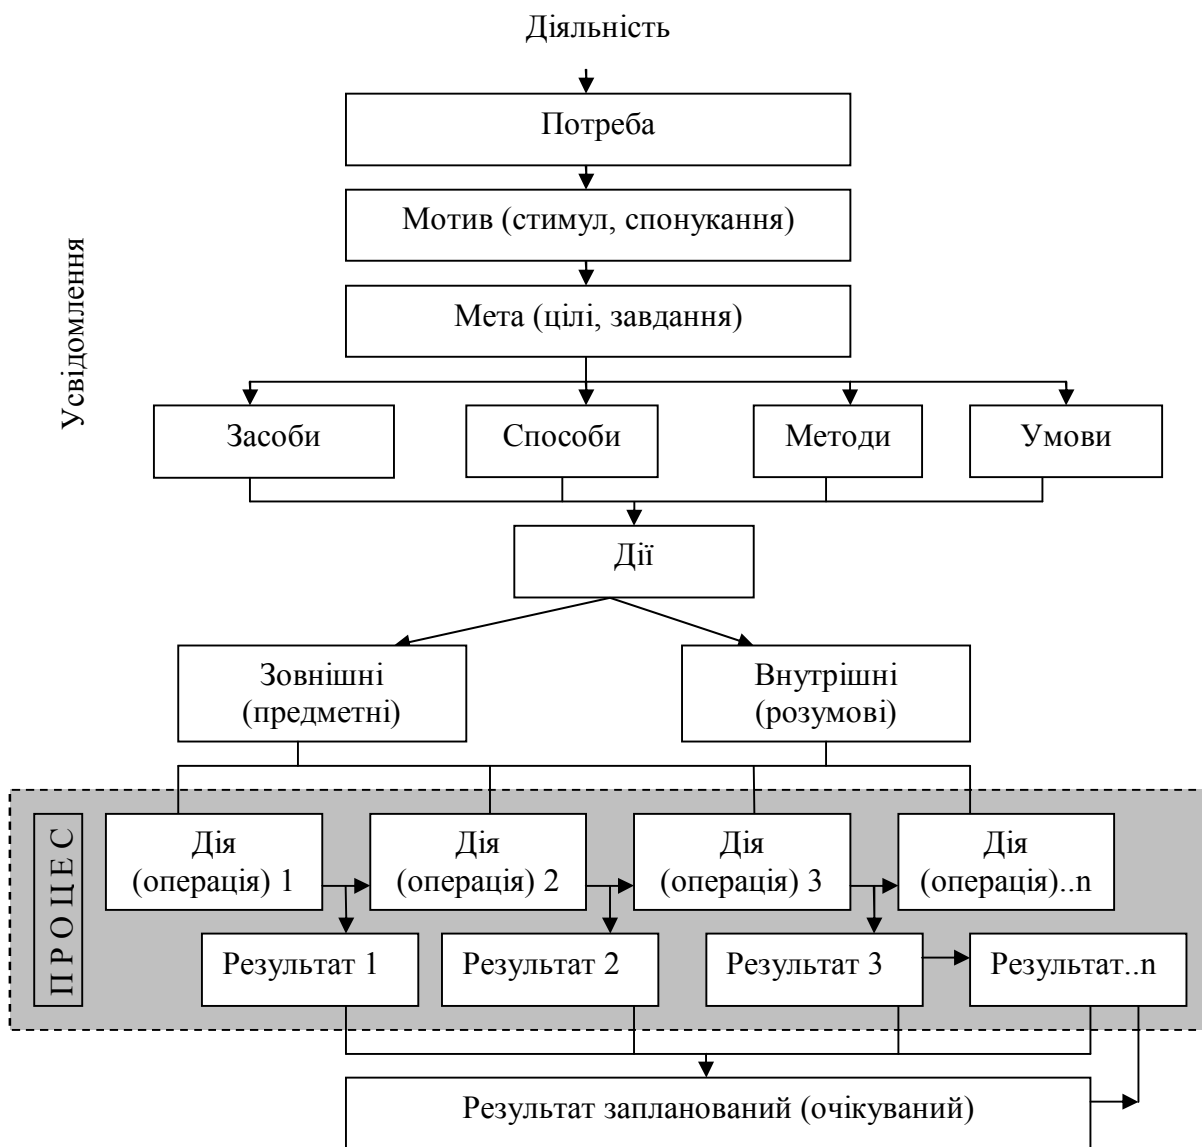 Діяльність
Потреба
Мотив (стимул, спонукання)
Мета (цілі, завдання)
Усвідомлення
Засоби
Способи
Методи
Умови
Дії
Зовнішні
(предметні)
Внутрішні
(розумові)
ПРОЦЕС
Дія
(операція) 1
Дія
(операція) 2
Дія
(операція) 3
Дія
(операція)..n
Результат 1
Результат 2
Результат 3
Результат..n
Результат запланований (очікуваний)